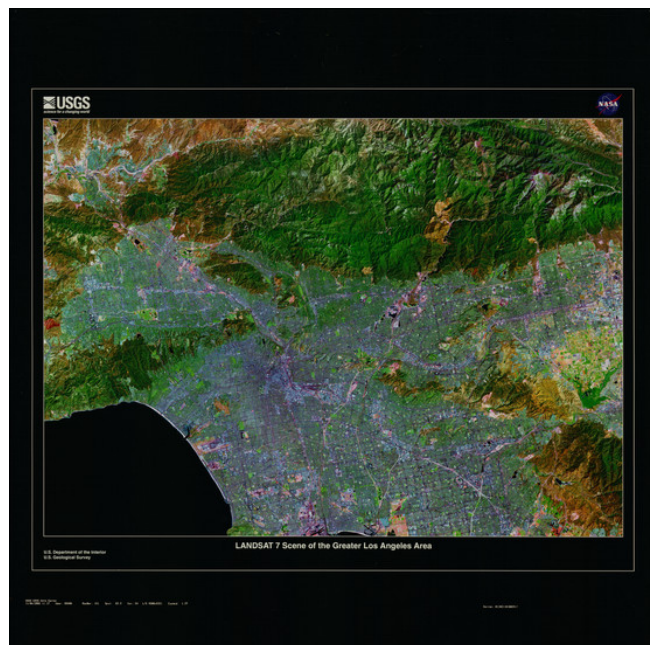 USGS
science for a changing world
NASA
LANDSAT 7 Scene of the Greater Los Angeles Area
U.S. Department of the Interior
U.S. Geological Survey